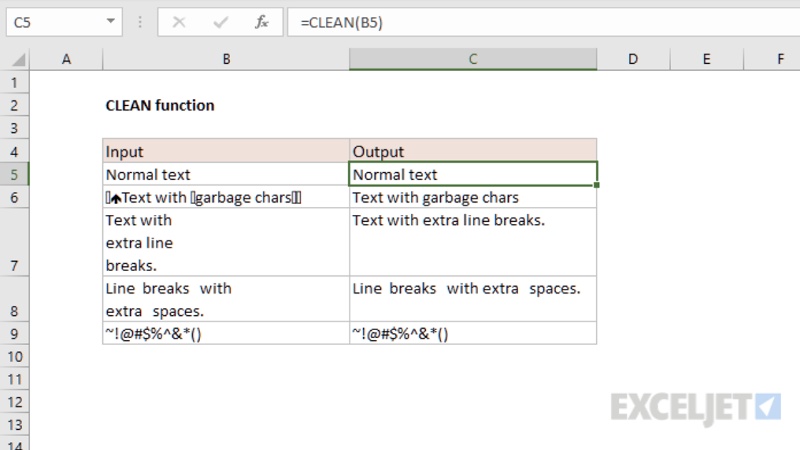 C5 fx =CLEAN(B5)
A B C D E F
1
2 CLEAN function
3
4 Input Output
5 Normal text Normal text
6 Text with garbage chars Text with garbage chars
Text with Text with extra line breaks.
extra line
7 breaks.
Line  breaks   with Line  breaks   with extra   spaces.
8 extra   spaces.
9 ~!@#$%^&*() ~!@#$%^&*()
10
11
12
13
14
EXCELJET